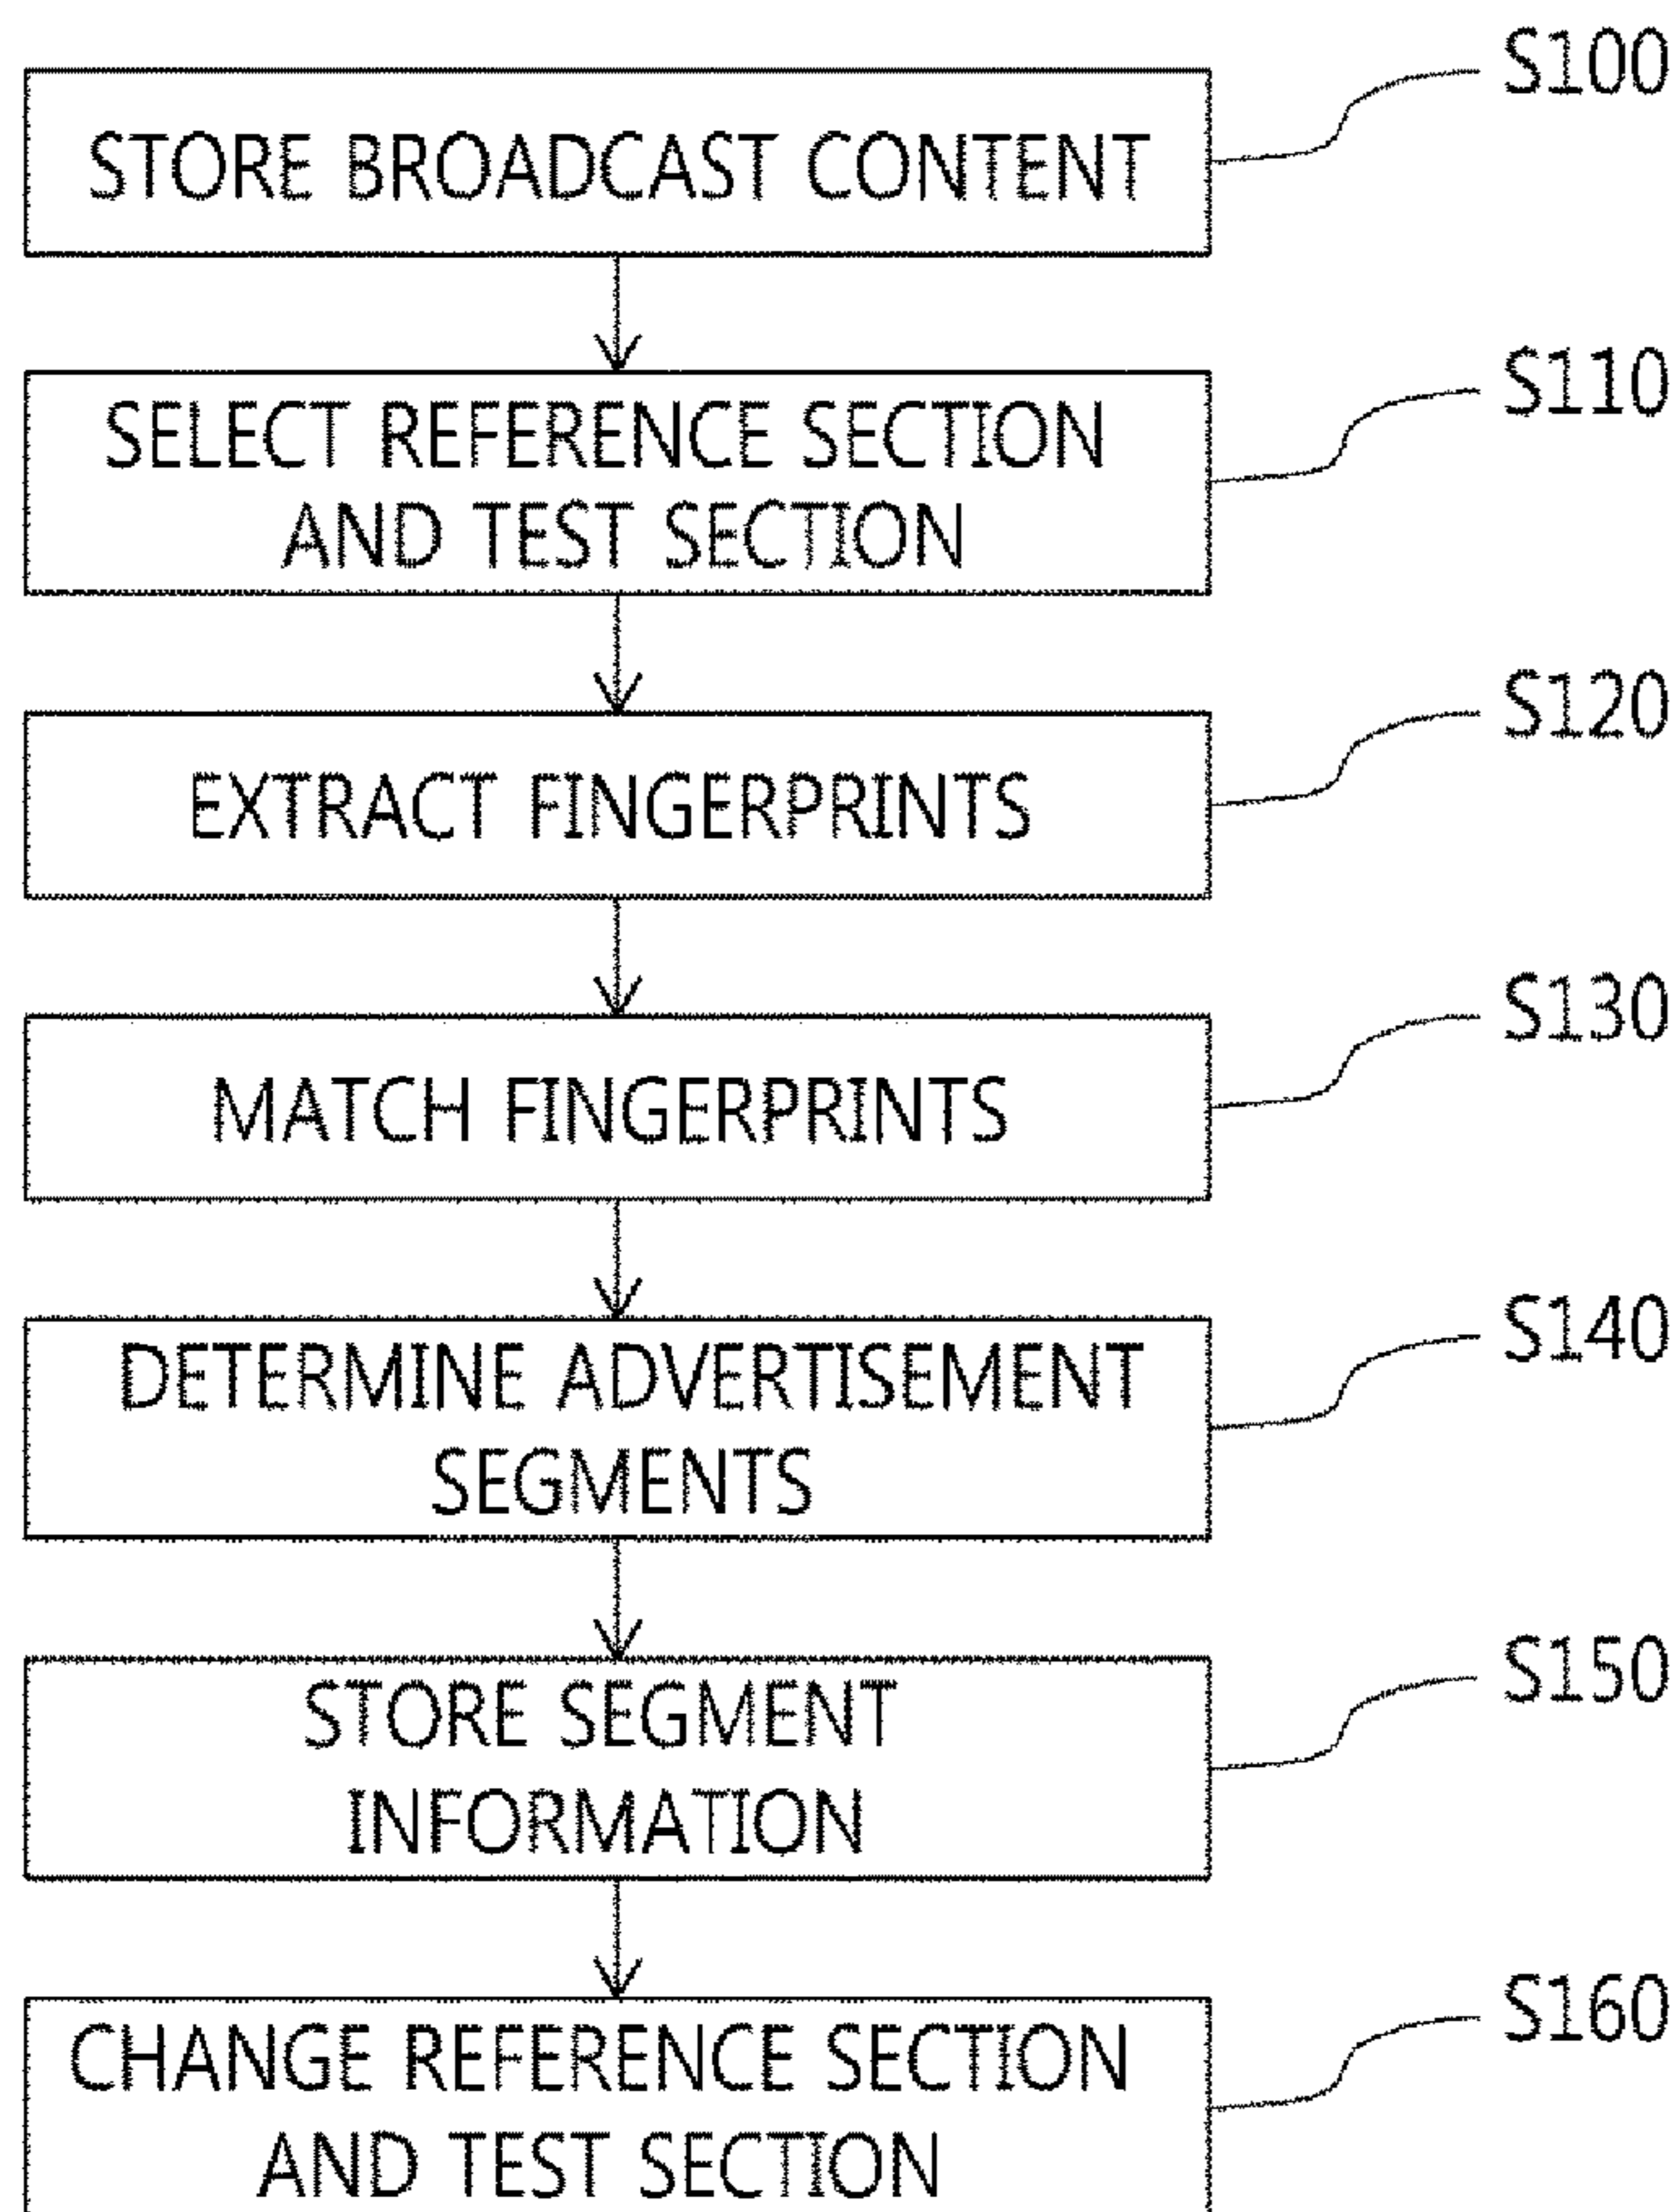 S100
STORE BROADCAST CONTENT
S110
SELECT REFERENCE SECTION
AND TEST SECTION
S120
EXTRACT FINGERPRINTS
S130
MATCH FINGERPRINTS
S140
DETERMINE ADVERTISEMENT
SEGMENTS
S150
STORE SEGMENT
INFORMATION
S160
CHANGE REFERENCE SECTION
AND TEST SECTION